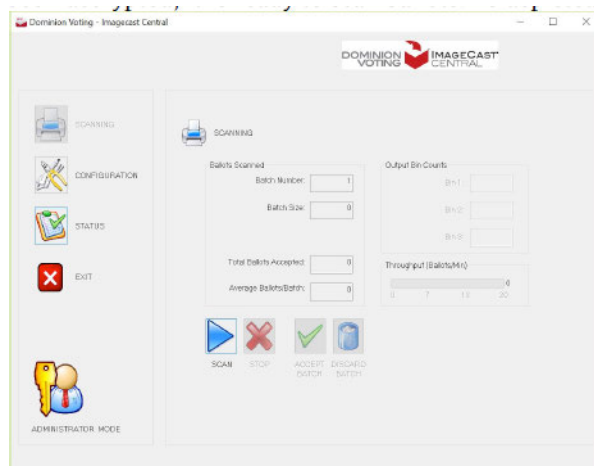 Dominion Voting - Imagecast Central
DOMINION VOTING IMAGECAST CENTRAL
SCANNING
CONFIGURATION
STATUS
EXIT
ADMINISTRATOR MODE
SCANNING
Ballots Scanned
Batch Number: 1
Batch Size: 0
Total Ballots Accepted: 0
Average Ballots/Batch: 0
Output Bin Counts
Bin 1:
Bin 2:
Bin 3:
Throughput (Ballots/Min)
0
0 7 13 20
SCAN STOP ACCEPT BATCH DISCARD BATCH